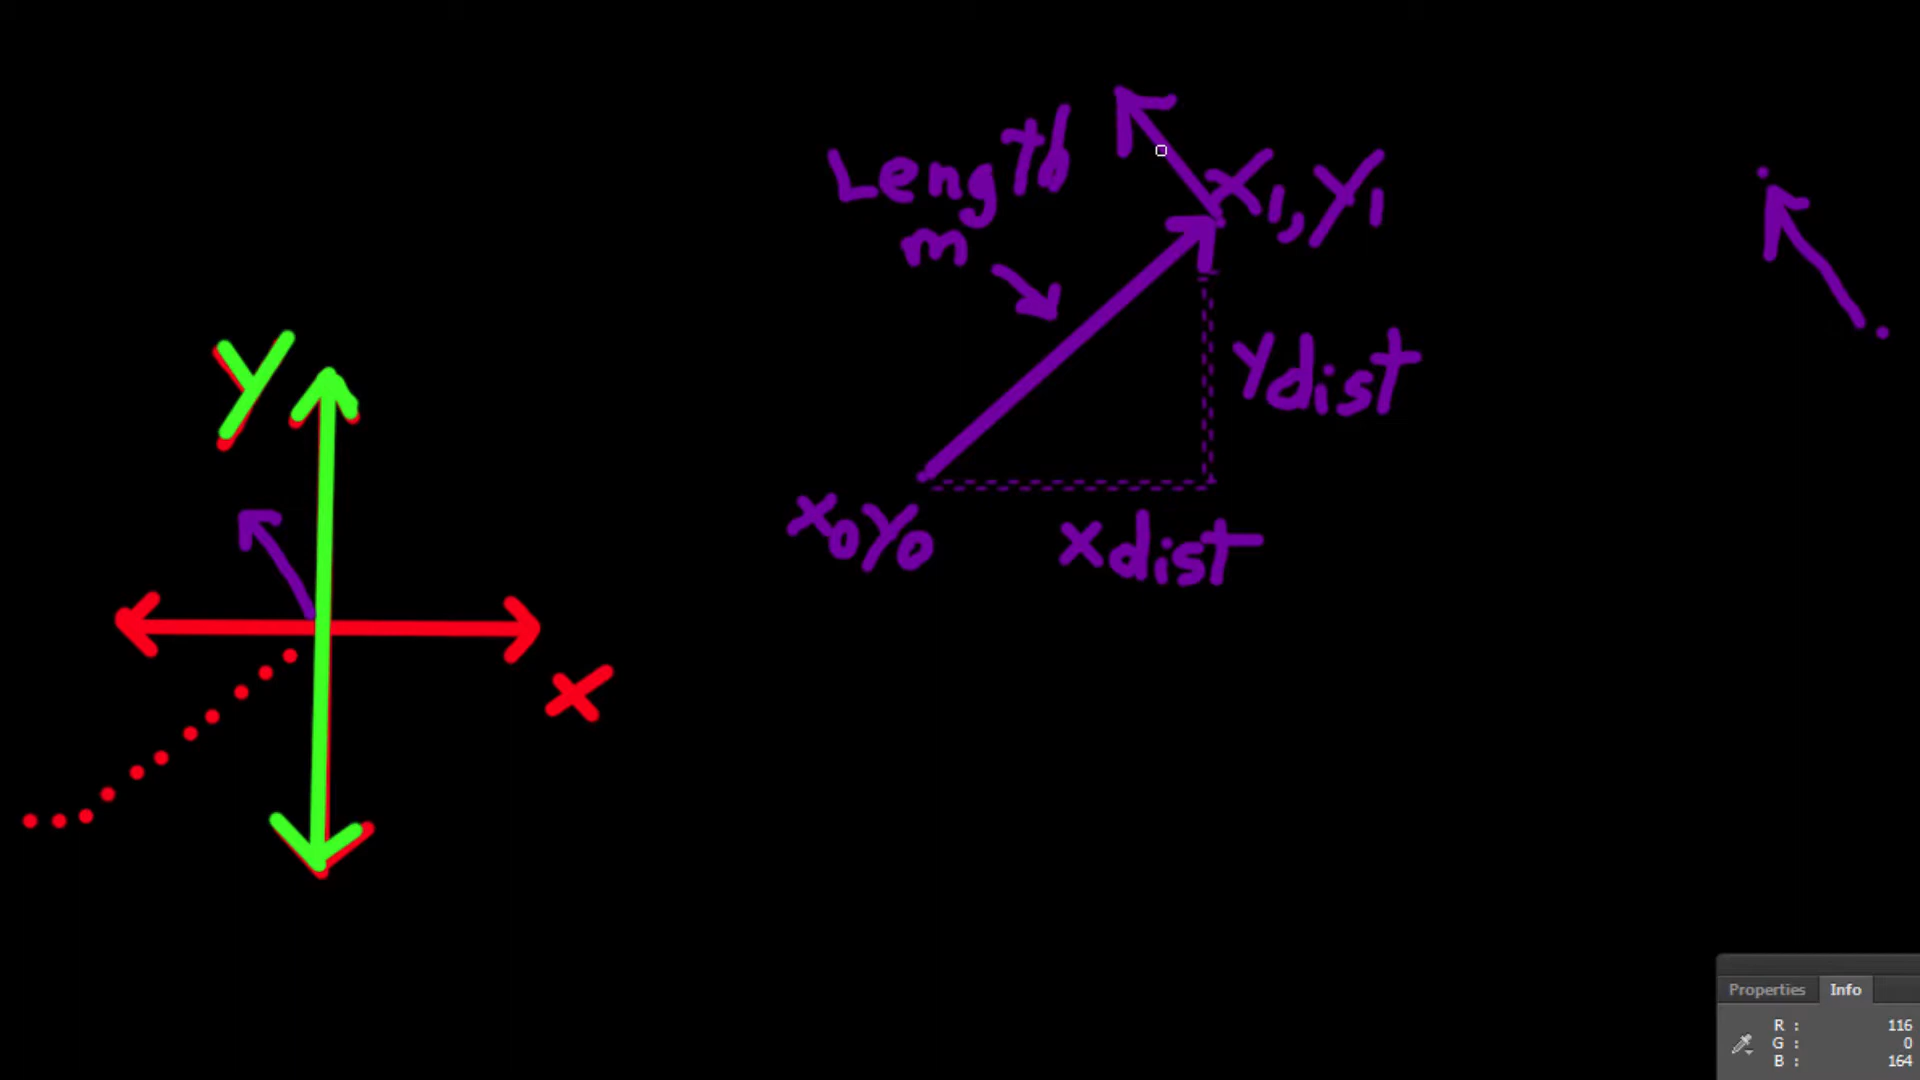 Length
m
x1, y1
ydist
x0y0
xdist
y
x
Properties Info
R : 116
G : 0
B : 164